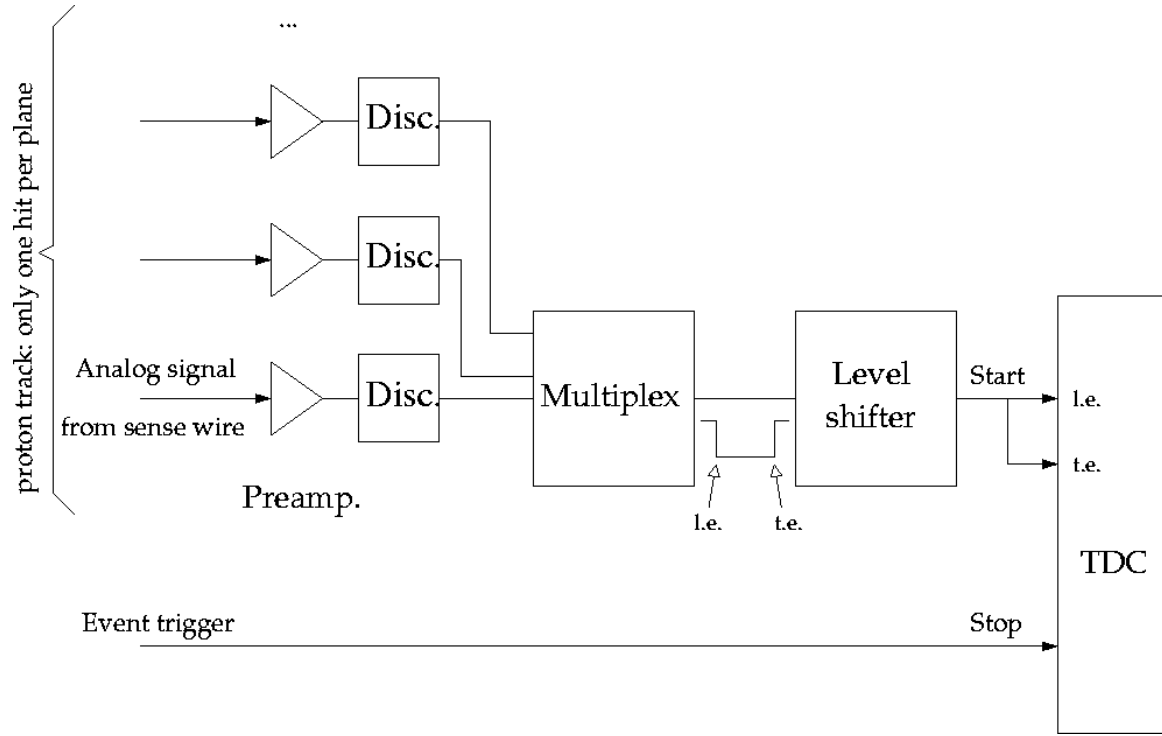 ...
proton track: only one hit per plane
Disc.
Disc.
Analog signal
from sense wire
Disc.
Preamp.
Multiplex
l.e.
t.e.
Level
shifter
Start
l.e.
t.e.
TDC
Event trigger
Stop